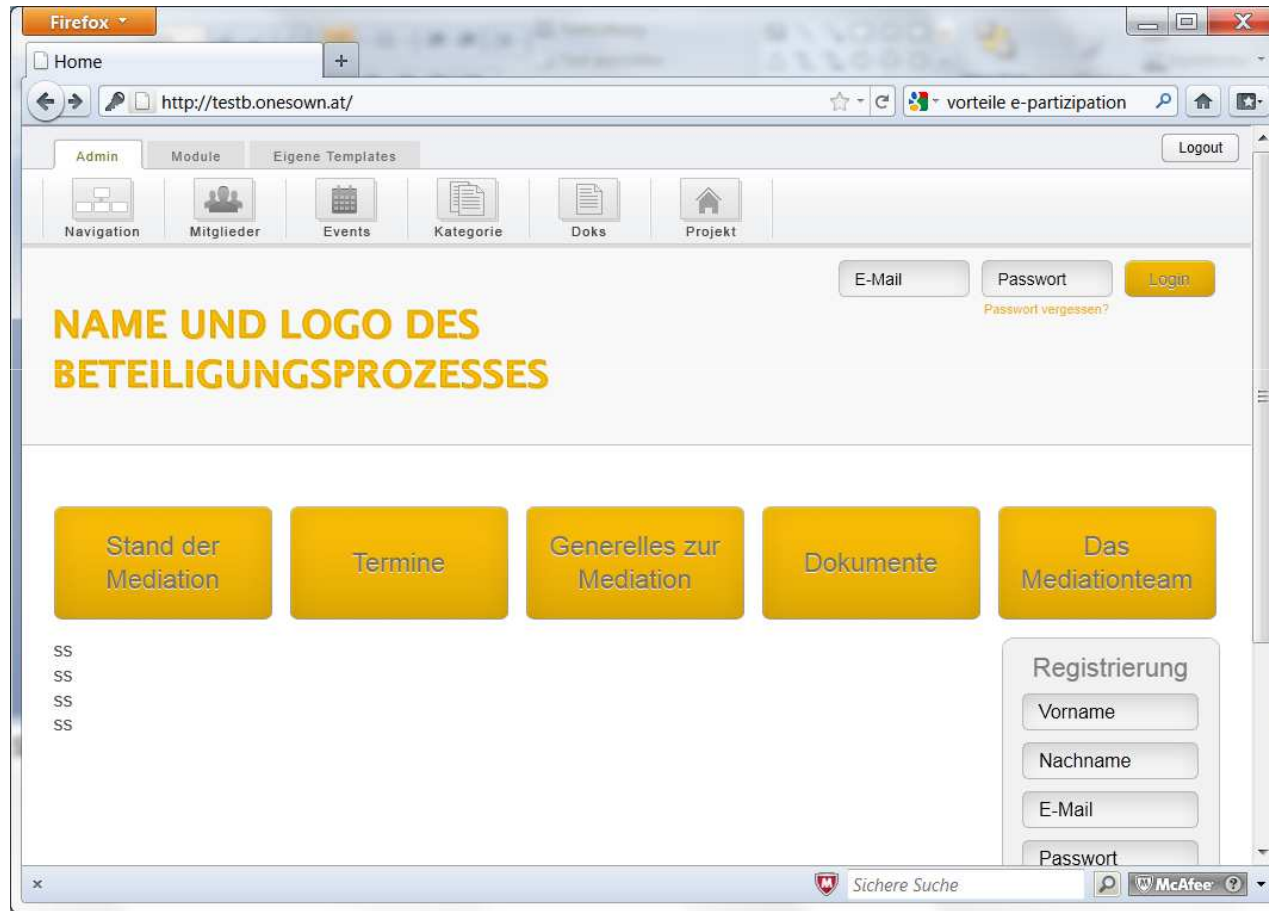 Firefox
Home
http://testb.onesown.at/
vorteile e-partizipation
Admin Module Eigene Templates Logout
Navigation Mitglieder Events Kategorie Doks Projekt
E-Mail Passwort Login
Passwort vergessen?
NAME UND LOGO DES
BETEILIGUNGSPROZESSES
Stand der
Mediation
Termine
Generelles zur
Mediation
Dokumente
Das
Mediationteam
ss
ss
ss
ss
Registrierung
Vorname
Nachname
E-Mail
Passwort
Sichere Suche McAfee